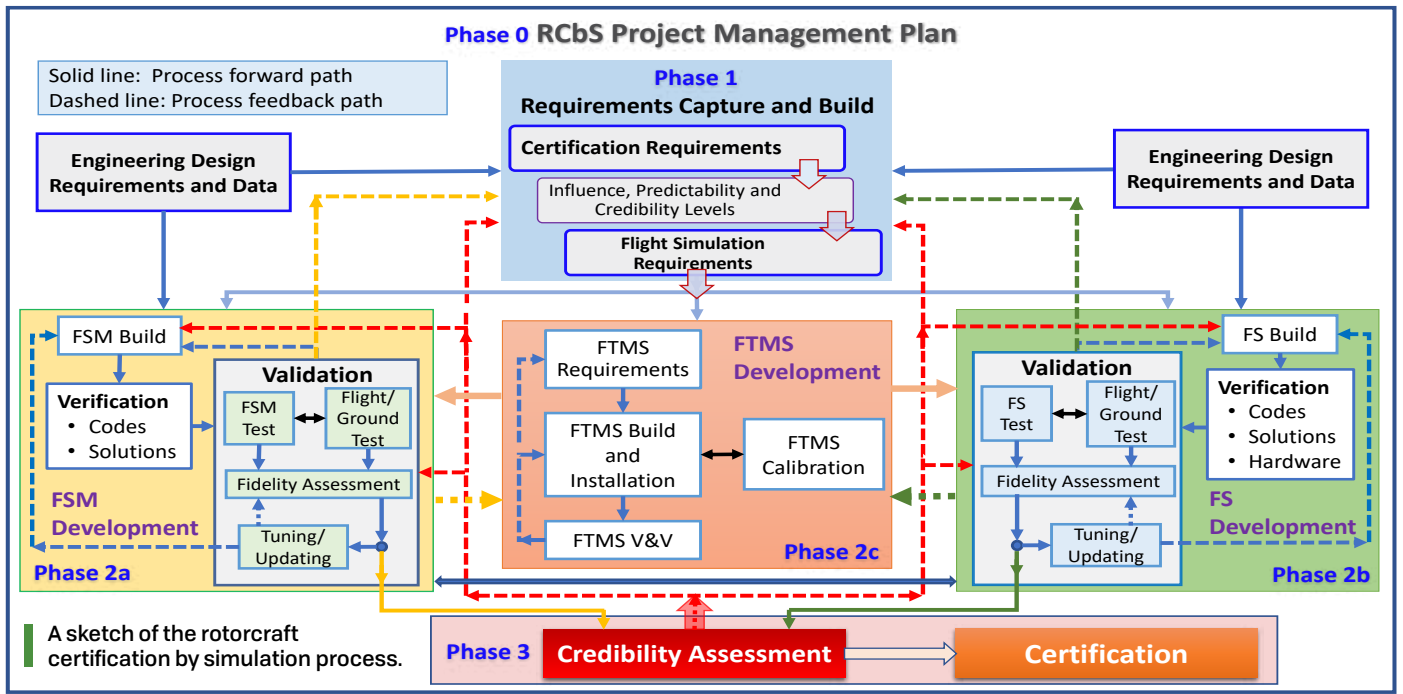 Phase 0 RCbS Project Management Plan
Solid line: Process forward path
Dashed line: Process feedback path
Phase 1
Requirements Capture and Build
Certification Requirements
Influence, Predictability and
Credibility Levels
Flight Simulation
Requirements
Engineering Design
Requirements and Data
Engineering Design
Requirements and Data
FSM Build
Verification
• Codes
• Solutions
Validation
FSM
Test
Flight/
Ground
Test
Fidelity Assessment
Tuning/
Updating
FSM
Development
Phase 2a
FTMS
Requirements
FTMS
Development
FTMS Build
and
Installation
FTMS
Calibration
FTMS V&V
Phase 2c
FS Build
Validation
FS
Test
Flight/
Ground
Test
Verification
• Codes
• Solutions
• Hardware
Fidelity Assessment
Tuning/
Updating
FS
Development
Phase 2b
A sketch of the rotorcraft
certification by simulation process.
Phase 3
Credibility Assessment
Certification